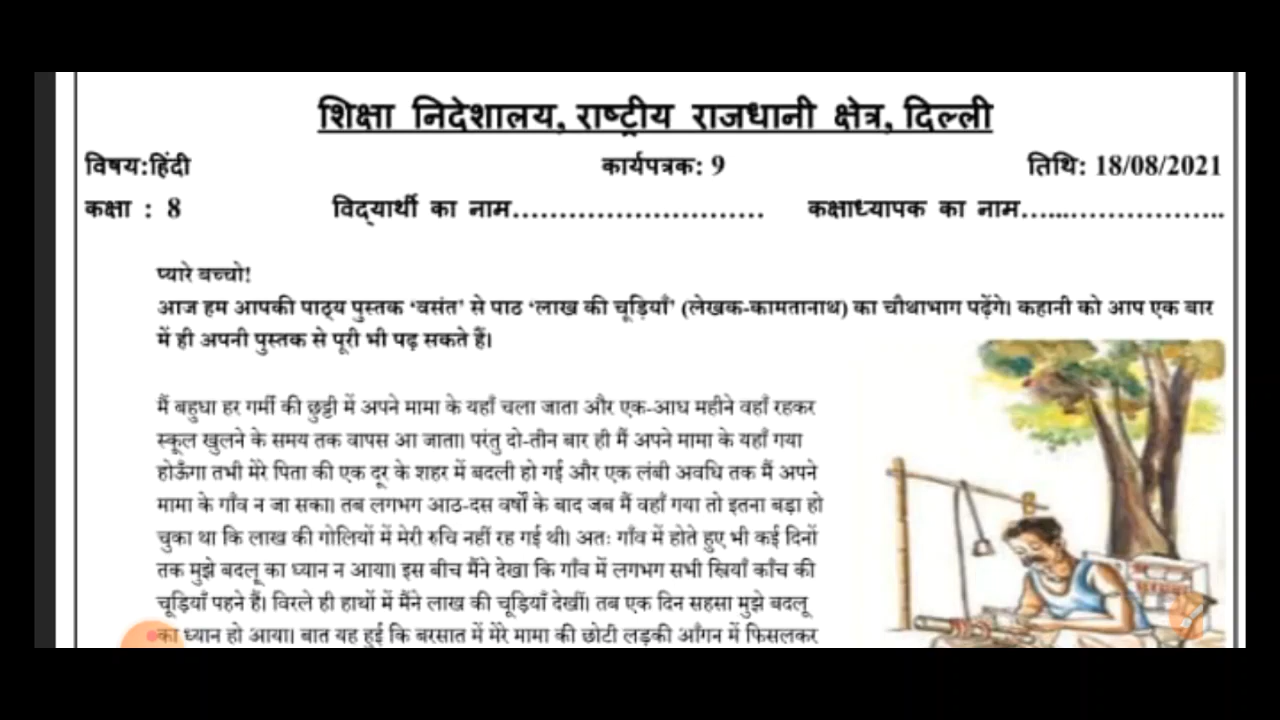 शिक्षा निदेशालय, राष्ट्रीय राजधानी क्षेत्र, दिल्ली
विषय:हिंदी कार्यपत्रक: 9 तिथि: 18/08/2021
कक्षा : 8 विद्यार्थी का नाम........................... कक्षाध्यापक का नाम.........................
प्यारे बच्चो!
आज हम आपकी पाठ्य पुस्तक ‘वसंत’ से पाठ ‘लाख की चूड़ियाँ’ (लेखक-कामतानाथ) का चौथाभाग पढ़ेंगे। कहानी को आप एक बार
में ही अपनी पुस्तक से पूरी भी पढ़ सकते हैं।
मैं बहुधा हर गर्मी की छुट्टी में अपने मामा के यहाँ चला जाता और एक-आध महीने वहाँ रहकर
स्कूल खुलने के समय तक वापस आ जाता। परंतु दो-तीन बार ही मैं अपने मामा के यहाँ गया
होऊँगा तभी मेरे पिता की एक दूर के शहर में बदली हो गई और एक लंबी अवधि तक मैं अपने
मामा के गाँव न जा सका। तब लगभग आठ-दस वर्षों के बाद जब मैं वहाँ गया तो इतना बड़ा हो
चुका था कि लाख की गोलियों में मेरी रुचि नहीं रह गई थी। अतः गाँव में होते हुए भी कई दिनों
तक मुझे बदलू का ध्यान न आया। इस बीच मैंने देखा कि गाँव में लगभग सभी स्त्रियाँ काँच की
चूड़ियाँ पहने हैं। विरले ही हाथों में मैंने लाख की चूड़ियाँ देखीं। तब एक दिन सहसा मुझे बदलू
का ध्यान हो आया। बात यह हुई कि बरसात में मेरे मामा की छोटी लड़की आँगन में फिसलकर